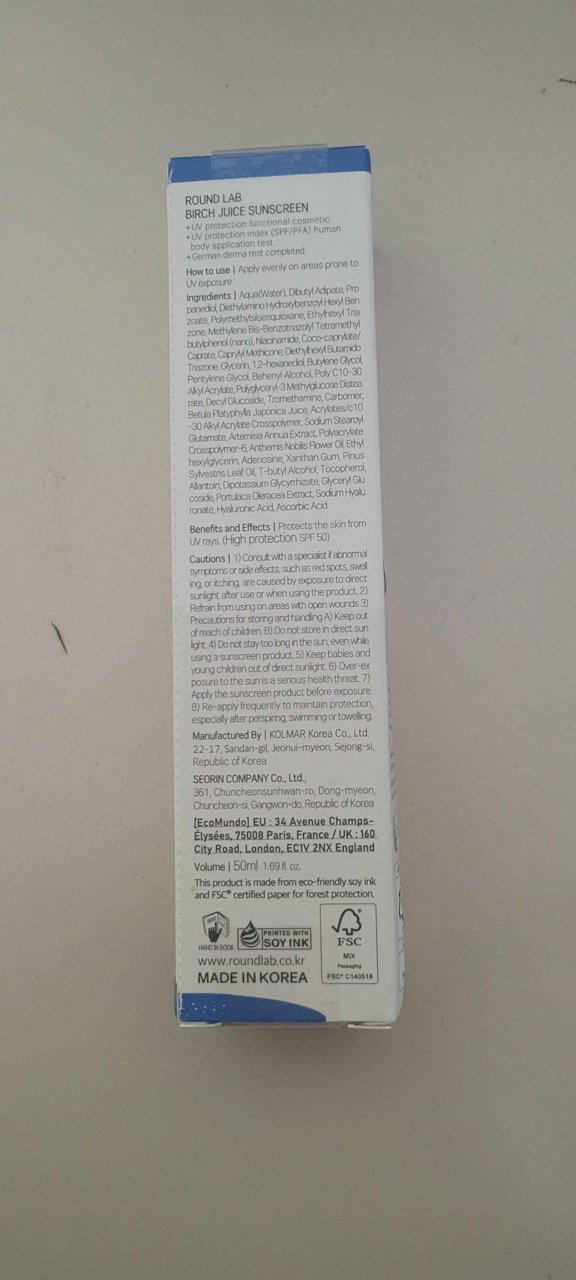 ROUND LAB
BIRCH JUICE SUNSCREEN
+UV protection functional cosmetic
+UV protection index (SPF/PFA) human
body application test
+German derma test completed
How to use | Apply evenly on areas prone to
UV exposure.
Ingredients | Aqua(Water), Dibutyl Adipate, Pro
panediol, Diethylamino Hydroxybenzoyl Hexyl Ben
zoate, Polymethylsilsesquioxane, Ethylhexyl Tria
zone, Methylene Bis-Benzotriazolyl Tetramethyl
butylphenol (nano), Niacinamide, Coco-caprylate/
Caprate, Caprylyl Methicone, Diethylhexyl Butamido
Triazone, Glycerin, 1,2-hexanediol, Butylene Glycol,
Pentylene Glycol, Behenyl Alcohol, Poly C10-30
Alkyl Acrylate, Polyglyceryl-3 Methylglucose Distea
rate, Decyl Glucoside, Tromethamine, Carbomer,
Betula Platyphylla Japonica Juice, Acrylates/c10
-30 Alkyl Acrylate Crosspolymer, Sodium Stearoyl
Glutamate, Artemisia Annua Extract, Polyacrylate
Crosspolymer-6, Anthemis Nobilis Flower Oil, Ethyl
hexylglycerin, Adenosine, Xanthan Gum, Pinus
Sylvestris Leaf Oil, T-butyl Alcohol, Tocopherol,
Allantoin, Dipotassium Glycyrrhizate, Glyceryl Glu
coside, Portulaca Oleracea Extract, Sodium Hyalu
ronate, Hyaluronic Acid, Ascorbic Acid
Benefits and Effects | Protects the skin from
UV rays. (High protection SPF 50)
Cautions | 1) Consult with a specialist if abnormal
symptoms or side effects, such as red spots, swell
ing, or itching, are caused by exposure to direct
sunlight after use or when using the product. 2)
Refrain from using on areas with open wounds 3)
Precautions for storing and handling A) Keep out
of reach of children. B) Do not store in direct sun
light. 4) Do not stay too long in the sun, even while
using a sunscreen product. 5) Keep babies and
young children out of direct sunlight. 6) Over-ex
posure to the sun is a serious health threat. 7)
Apply the sunscreen product before exposure.
8) Re-apply frequently to maintain protection,
especially after perspiring, swimming or towelling.
Manufactured By | KOLMAR Korea Co., Ltd.
22-17, Sandan-gil, Jeonui-myeon, Sejong-si,
Republic of Korea
SEORIN COMPANY Co., Ltd.,
361, Chuncheonsunhwan-ro, Dong-myeon,
Chuncheon-si, Gangwon-do, Republic of Korea
[EcoMundo] EU : 34 Avenue Champs-
Élysées, 75008 Paris, France / UK : 160
City Road, London, EC1V 2NX England
Volume | 50ml 1.69 fl. oz.
This product is made from eco-friendly soy ink
and FSC® certified paper for forest protection.
HAND IN BOOK
PRINTED WITH
SOY INK
FSC
MIX
Packaging
FSC® C140518
www.roundlab.co.kr
MADE IN KOREA